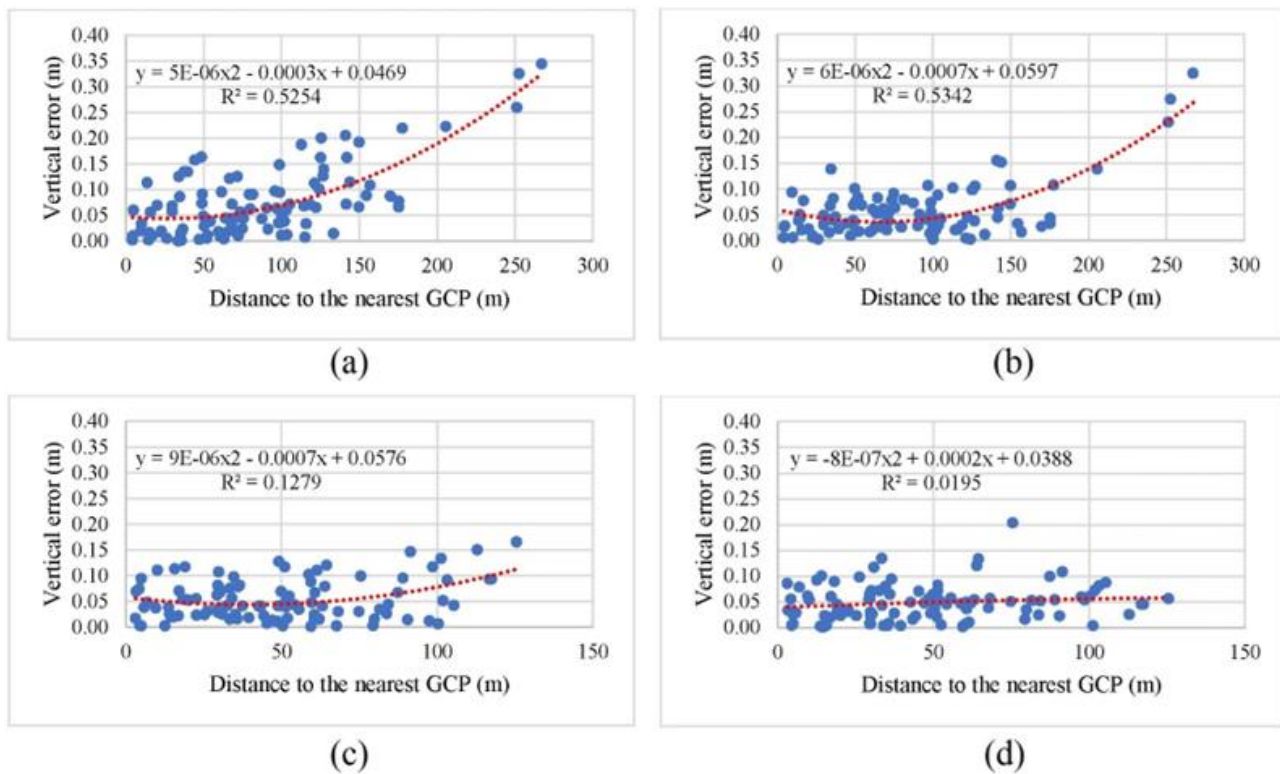 (a)
Vertical error (m)
0.40
0.35
0.30
0.25
0.20
0.15
0.10
0.05
0.00
y = 5E-06x2 - 0.0003x + 0.0469
R² = 0.5254
0 50 100 150 200 250 300
Distance to the nearest GCP (m)
(b)
Vertical error (m)
0.40
0.35
0.30
0.25
0.20
0.15
0.10
0.05
0.00
y = 6E-06x2 - 0.0007x + 0.0597
R² = 0.5342
0 50 100 150 200 250 300
Distance to the nearest GCP (m)
(c)
Vertical error (m)
0.40
0.35
0.30
0.25
0.20
0.15
0.10
0.05
0.00
y = 9E-06x2 - 0.0007x + 0.0576
R² = 0.1279
0 50 100 150
Distance to the nearest GCP (m)
(d)
Vertical error (m)
0.40
0.35
0.30
0.25
0.20
0.15
0.10
0.05
0.00
y = -8E-07x2 + 0.0002x + 0.0388
R² = 0.0195
0 50 100 150
Distance to the nearest GCP (m)